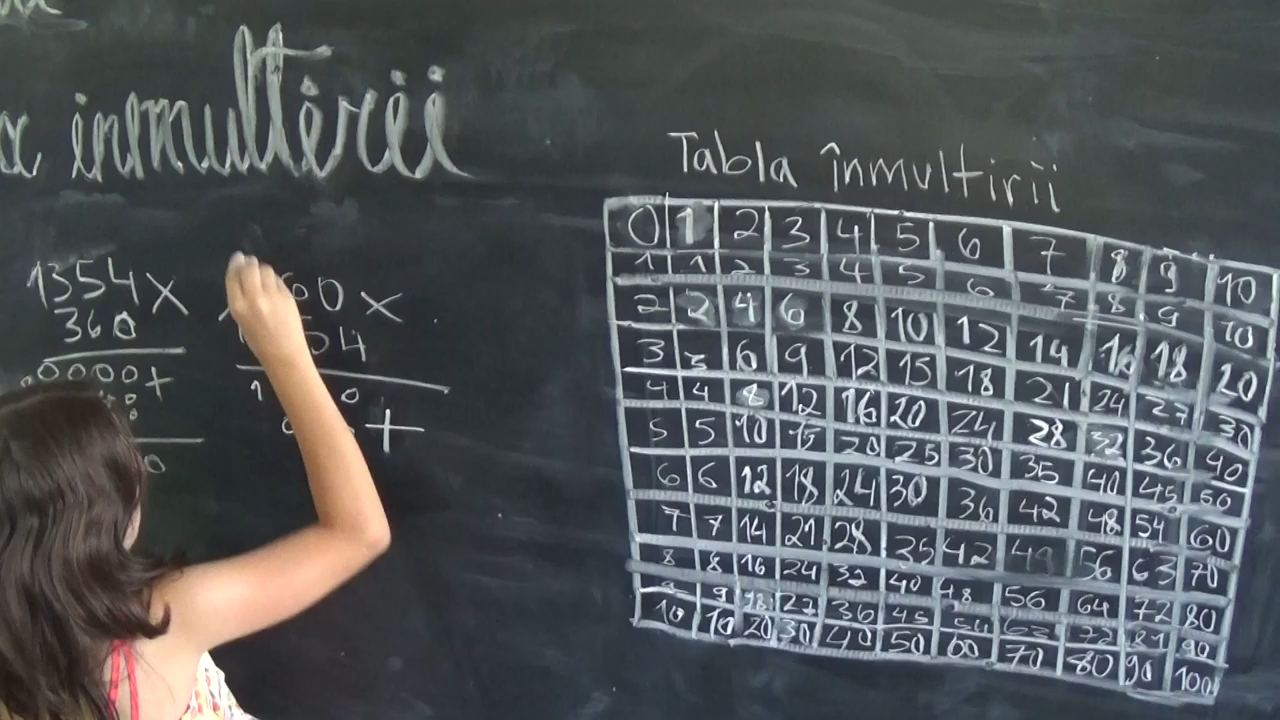 inmultirii
1354 x
360
0000+
60 x
04
1 0
+
Tabla înmultirii
0 1 2 3 4 5 6 7 8 9 10
1 1 2 3 4 5 6 7 8 9 10
2 2 4 6 8 10 12 14 16 18 20
3 3 6 9 12 15 18 21 24 27 30
4 4 8 12 16 20 24 28 32 36 40
5 5 10 15 20 25 30 35 40 45 50
6 6 12 18 24 30 36 42 48 54 60
7 7 14 21 28 35 42 49 56 63 70
8 8 16 24 32 40 48 56 64 72 80
9 9 18 27 36 45 54 63 72 81 90
10 10 20 30 40 50 60 70 80 90 100